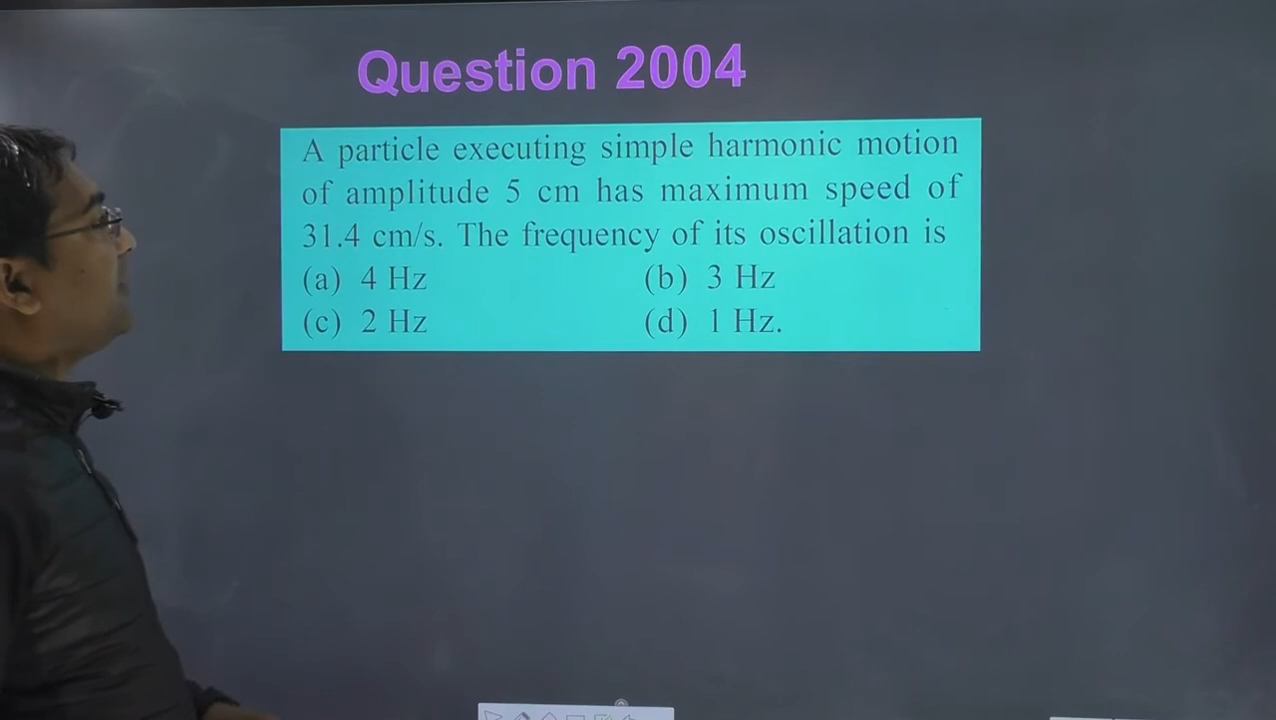 Question 2004
A particle executing simple harmonic motion
of amplitude 5 cm has maximum speed of
31.4 cm/s. The frequency of its oscillation is
(a) 4 Hz (b) 3 Hz
(c) 2 Hz (d) 1 Hz.